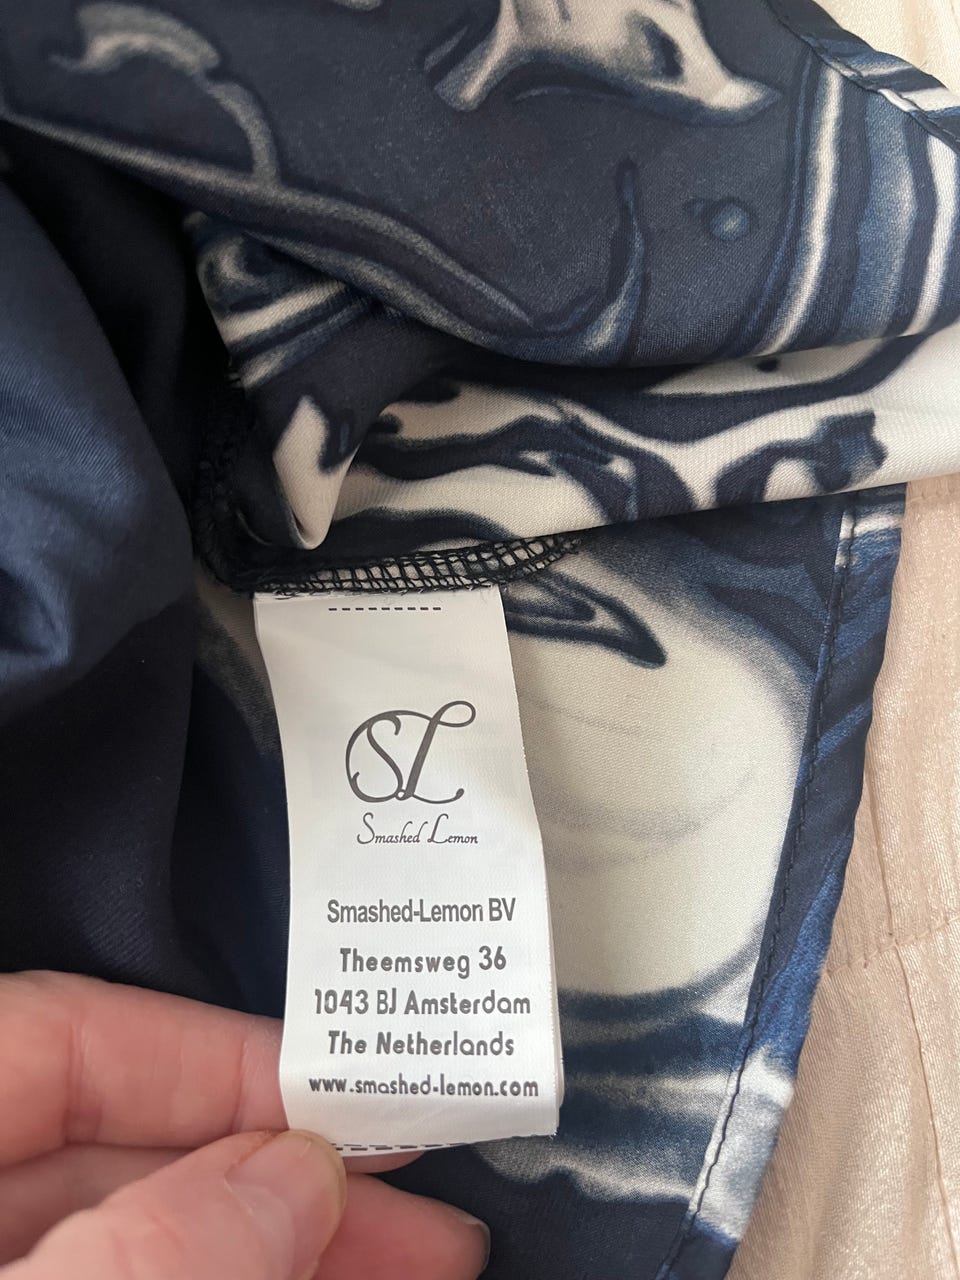 SL
Smashed Lemon
Smashed-Lemon BV
Theemsweg 36
1043 BJ Amsterdam
The Netherlands
www.smashed-lemon.com